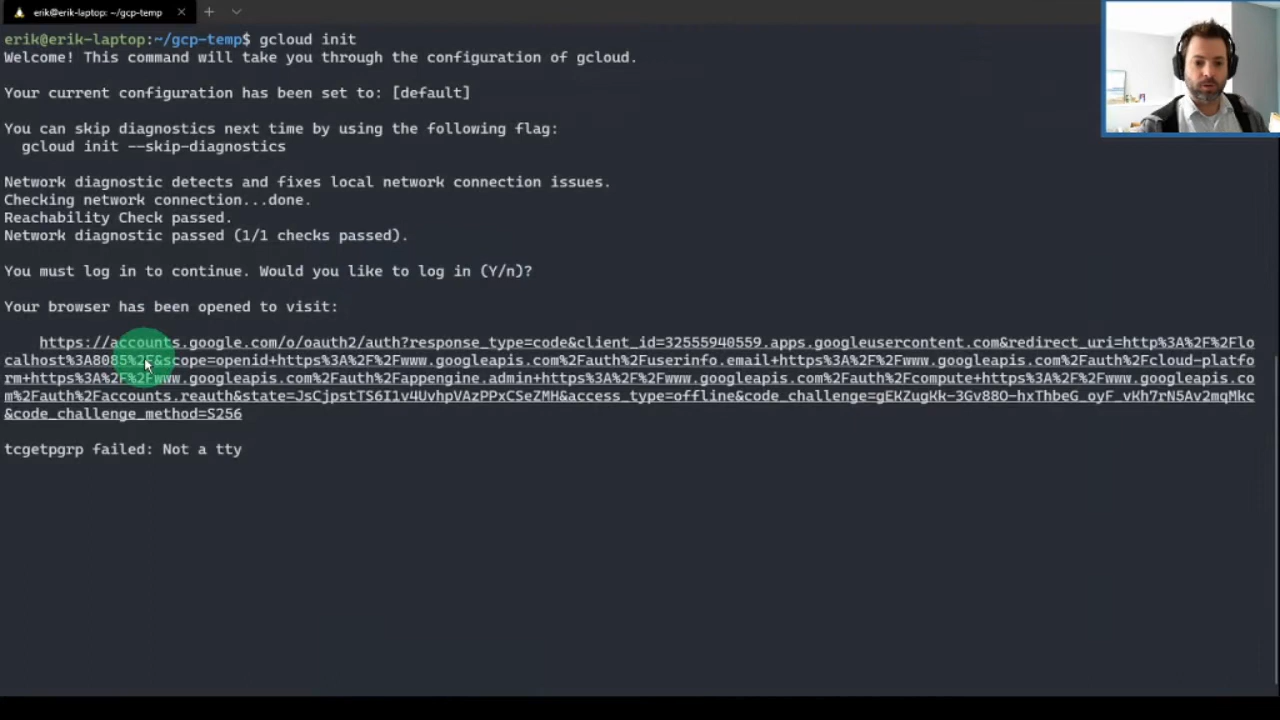 erik@erik-laptop: ~/gcp-temp
erik@erik-laptop:~/gcp-temp$ gcloud init
Welcome! This command will take you through the configuration of gcloud.
Your current configuration has been set to: [default]
You can skip diagnostics next time by using the following flag:
gcloud init --skip-diagnostics
Network diagnostic detects and fixes local network connection issues.
Checking network connection...done.
Reachability Check passed.
Network diagnostic passed (1/1 checks passed).
You must log in to continue. Would you like to log in (Y/n)?
Your browser has been opened to visit:
https://accounts.google.com/o/oauth2/auth?response_type=code&client_id=32555940559.apps.googleusercontent.com&redirect_uri=http%3A%2F%2Flo
calhost%3A8085%2F&scope=openid+https%3A%2F%2Fwww.googleapis.com%2Fauth%2Fuserinfo.email+https%3A%2F%2Fwww.googleapis.com%2Fauth%2Fcloud-platfo
rm+https%3A%2F%2Fwww.googleapis.com%2Fauth%2Fappengine.admin+https%3A%2F%2Fwww.googleapis.com%2Fauth%2Fcompute+https%3A%2F%2Fwww.googleapis.co
m%2Fauth%2Faccounts.reauth&state=JsCjpstTS6I1v4UvhpVAzPPxCSeZMH&access_type=offline&code_challenge=gEKZugKk-3Gv88O-hxThbeG_oyF_vKh7rN5Av2mqMkc
&code_challenge_method=S256
tcgetpgrp failed: Not a tty